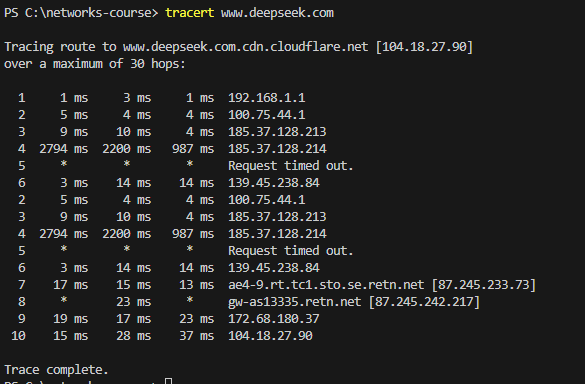 PS C:\networks-course> tracert www.deepseek.com
Tracing route to www.deepseek.com.cdn.cloudflare.net [104.18.27.90]
over a maximum of 30 hops:
1 1 ms 3 ms 1 ms 192.168.1.1
2 5 ms 4 ms 4 ms 100.75.44.1
3 9 ms 10 ms 4 ms 185.37.128.213
4 2794 ms 2200 ms 987 ms 185.37.128.214
5 * * * Request timed out.
6 3 ms 14 ms 14 ms 139.45.238.84
2 5 ms 4 ms 4 ms 100.75.44.1
3 9 ms 10 ms 4 ms 185.37.128.213
4 2794 ms 2200 ms 987 ms 185.37.128.214
5 * * * Request timed out.
6 3 ms 14 ms 14 ms 139.45.238.84
7 17 ms 15 ms 13 ms ae4-9.rt.tc1.sto.se.retn.net [87.245.233.73]
8 * 23 ms * gw-as13335.retn.net [87.245.242.217]
9 19 ms 17 ms 23 ms 172.68.180.37
10 15 ms 28 ms 37 ms 104.18.27.90
Trace complete.